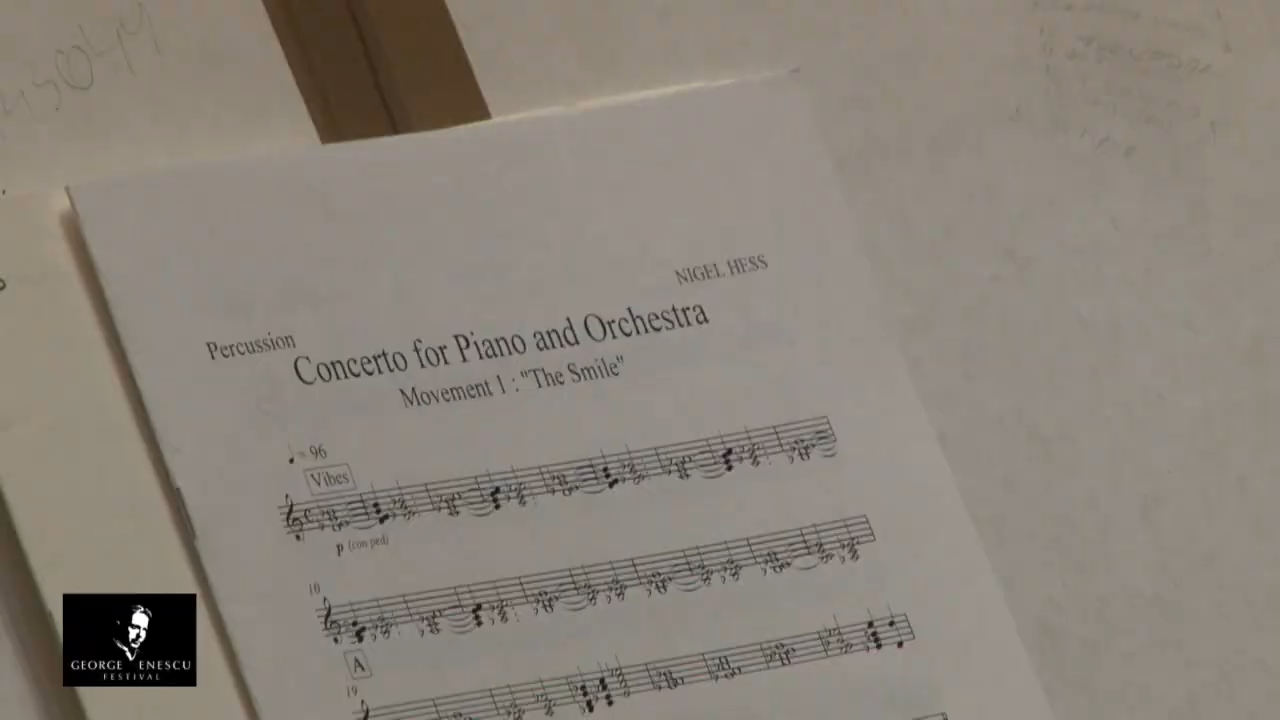 NIGEL HESS
Percussion
Concerto for Piano and Orchestra
Movement 1 : "The Smile"
= 96
Vibes
p (con ped)
10
A
19
GEORGE ENESCU
FESTIVAL